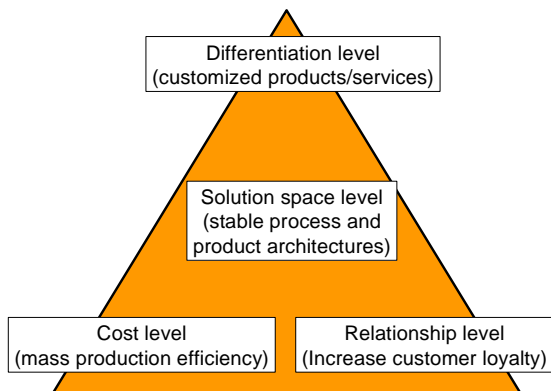 Differentiation level
(customized products/services)
Solution space level
(stable process and
product architectures)
Cost level
(mass production efficiency)
Relationship level
(Increase customer loyalty)